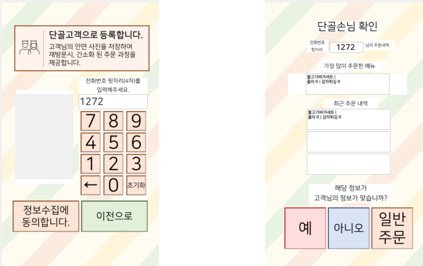 단골고객으로 등록합니다.
고객님의 안면 사진을 저장하여
재방문시, 간소화 된 주문 과정을
제공합니다.
전화번호 뒷자리(4자)를
입력해주세요.
1272
7 8 9
4 5 6
1 2 3
← 0 초기화
정보수집에
동의합니다.
이전으로
단골손님 확인
전화번호
뒷자리
1272
님의 주문내역
가장 많이 주문한 메뉴
불고기버거세트 |
콜라 R | 감자튀김 R
최근 주문 내역
불고기버거세트 |
콜라 R | 감자튀김 R
해당 정보가
고객님의 정보가 맞습니까?
예
아니오
일반
주문